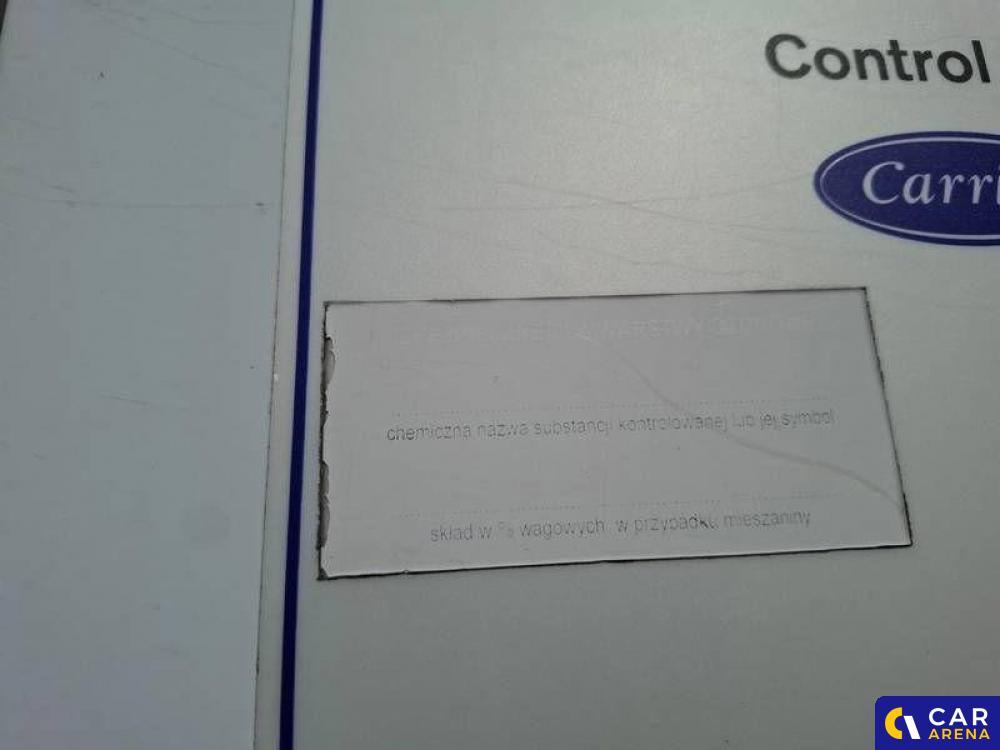 Control
Carri
chemiczna nazwa substancji kontrolowanej lub jej symbol
skład w % wagowych w przypadku mieszaniny
CAR
ARENA